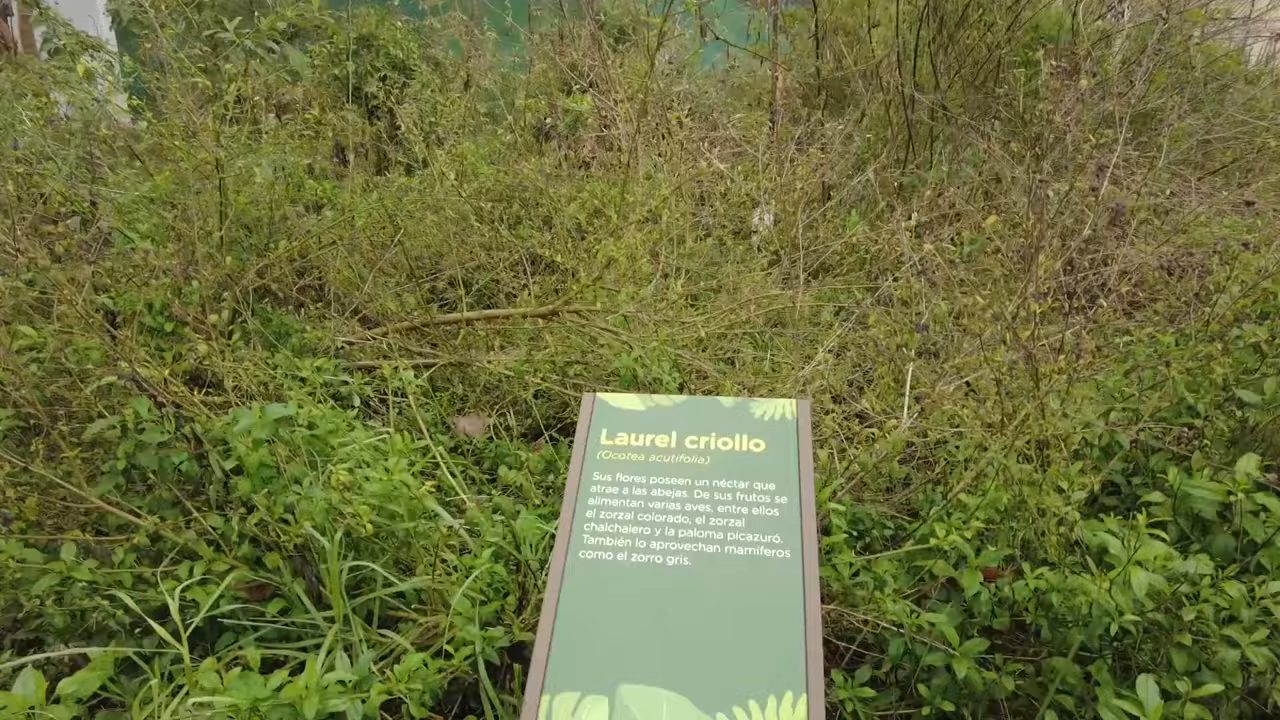 Laurel criollo
(Ocotea acutifolia)
Sus flores poseen un néctar que
atrae a las abejas. De sus frutos se
alimentan varias aves, entre ellos
el zorzal colorado, el zorzal
chalchalero y la paloma picazuró.
También lo aprovechan mamíferos
como el zorro gris.